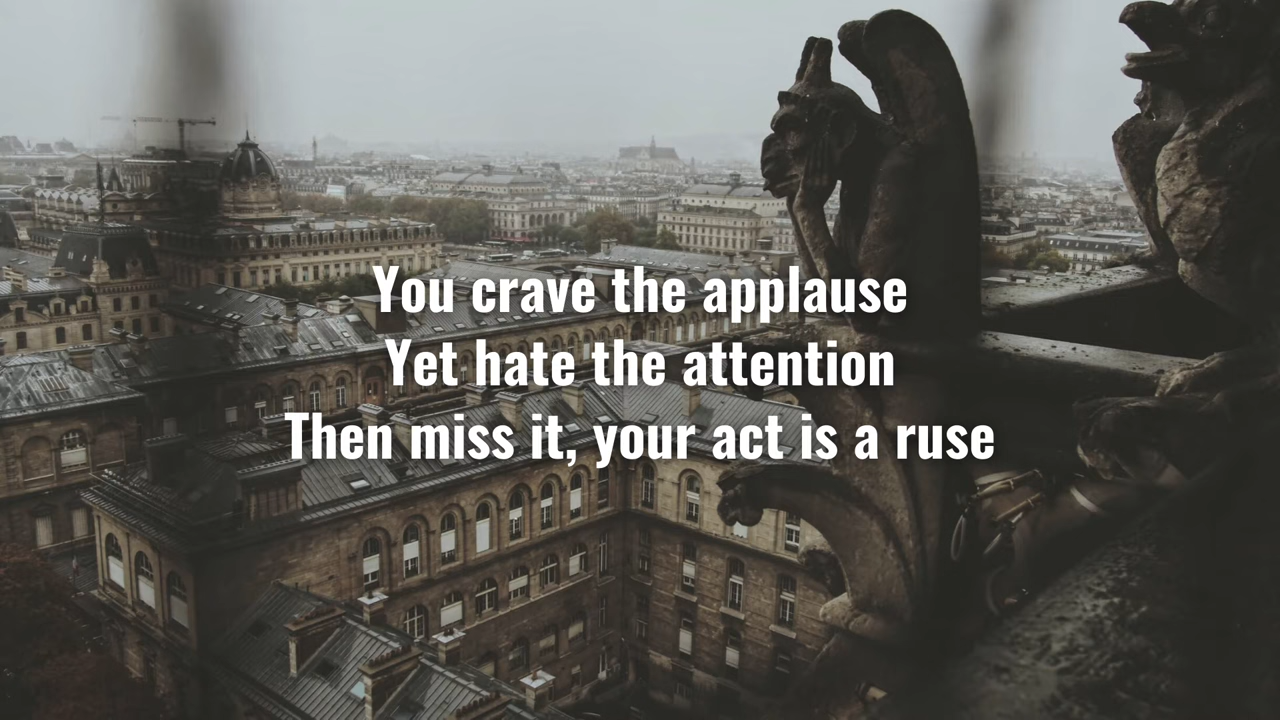 You crave the applause
Yet hate the attention
Then miss it, your act is a ruse